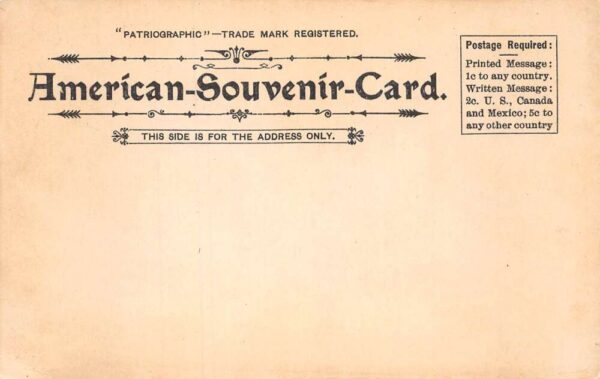 "PATRIOGRAPHIC"—TRADE MARK REGISTERED.
American-Souvenir-Card.
THIS SIDE IS FOR THE ADDRESS ONLY.
Postage Required:
Printed Message:
1c to any country.
Written Message:
2c. U. S., Canada
and Mexico; 5c to
any other country